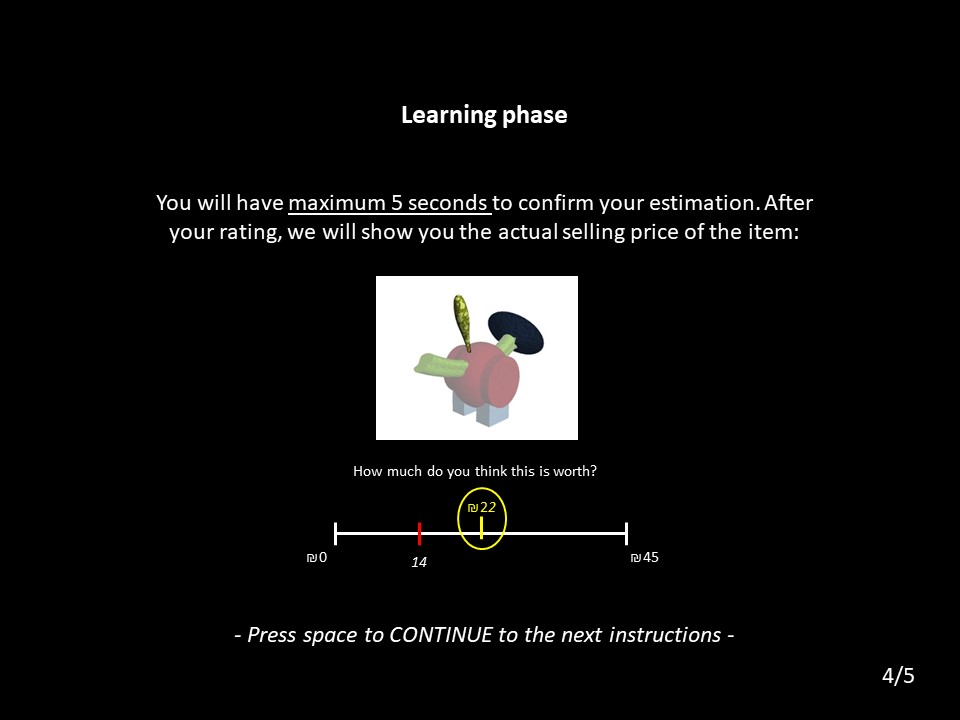 Learning phase
You will have maximum 5 seconds to confirm your estimation. After
your rating, we will show you the actual selling price of the item:
How much do you think this is worth?
₪22
₪0
14
₪45
- Press space to CONTINUE to the next instructions -
4/5